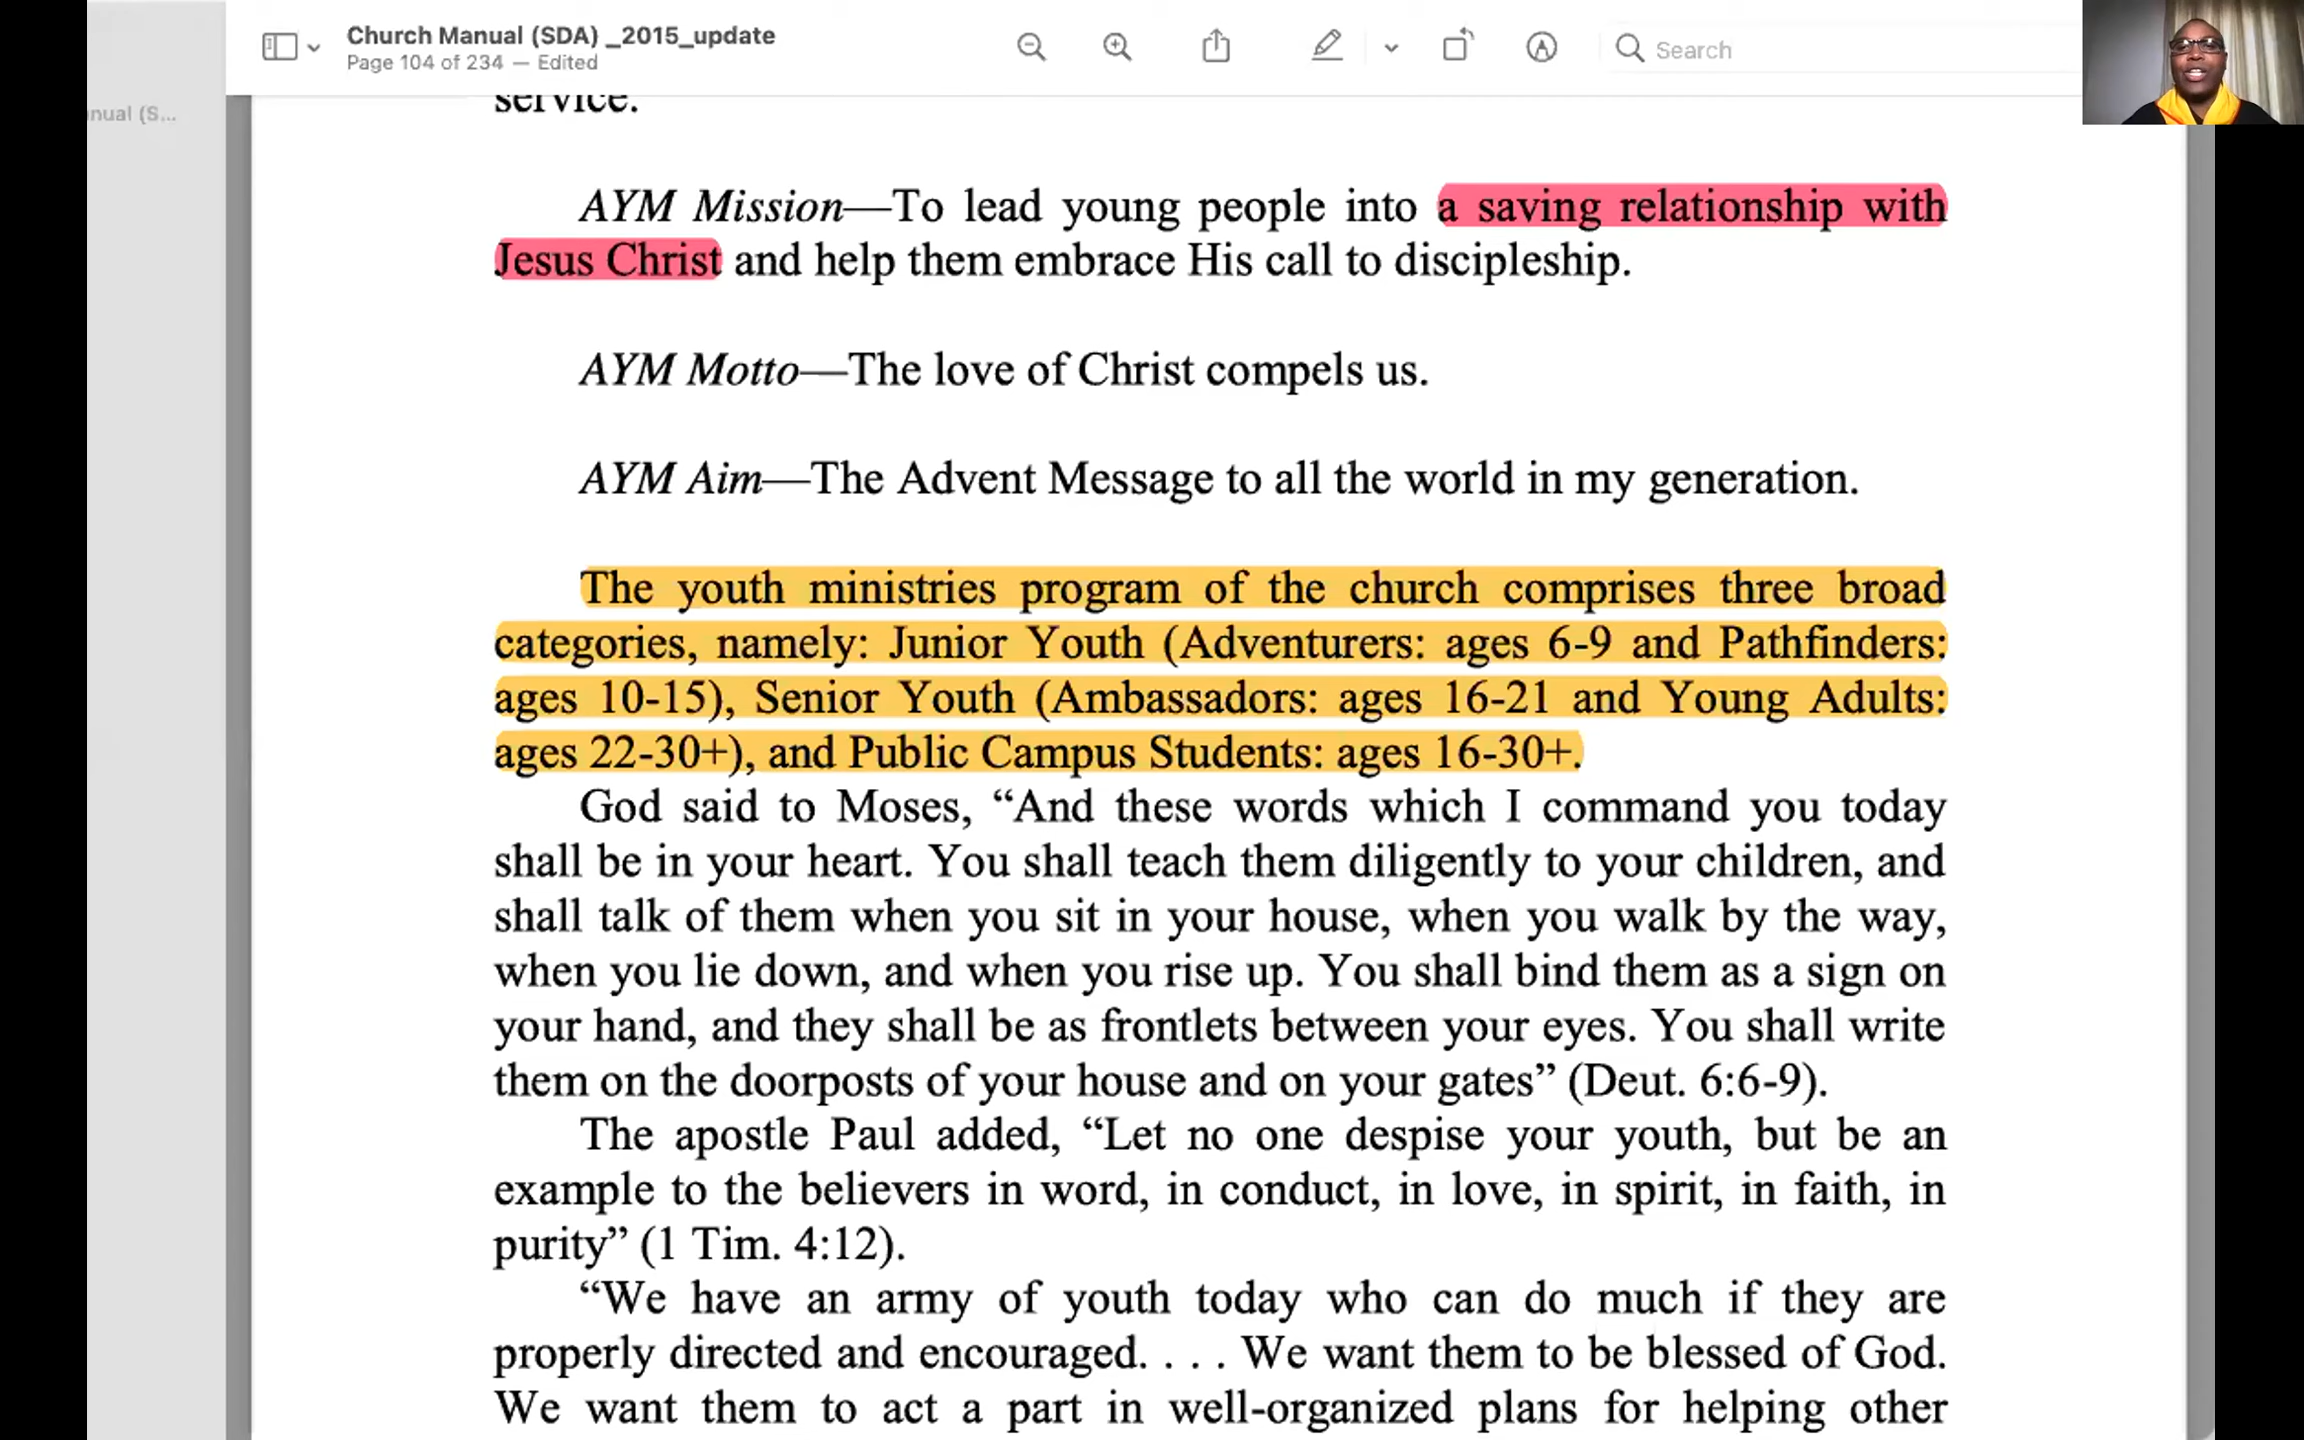 Church Manual (SDA) _2015_update
Page 104 of 234 — Edited
Search
nual (S...
service.
AYM Mission—To lead young people into a saving relationship with
Jesus Christ and help them embrace His call to discipleship.
AYM Motto—The love of Christ compels us.
AYM Aim—The Advent Message to all the world in my generation.
The youth ministries program of the church comprises three broad
categories, namely: Junior Youth (Adventurers: ages 6-9 and Pathfinders:
ages 10-15), Senior Youth (Ambassadors: ages 16-21 and Young Adults:
ages 22-30+), and Public Campus Students: ages 16-30+.
God said to Moses, “And these words which I command you today
shall be in your heart. You shall teach them diligently to your children, and
shall talk of them when you sit in your house, when you walk by the way,
when you lie down, and when you rise up. You shall bind them as a sign on
your hand, and they shall be as frontlets between your eyes. You shall write
them on the doorposts of your house and on your gates” (Deut. 6:6-9).
The apostle Paul added, “Let no one despise your youth, but be an
example to the believers in word, in conduct, in love, in spirit, in faith, in
purity” (1 Tim. 4:12).
“We have an army of youth today who can do much if they are
properly directed and encouraged. . . . We want them to be blessed of God.
We want them to act a part in well-organized plans for helping other